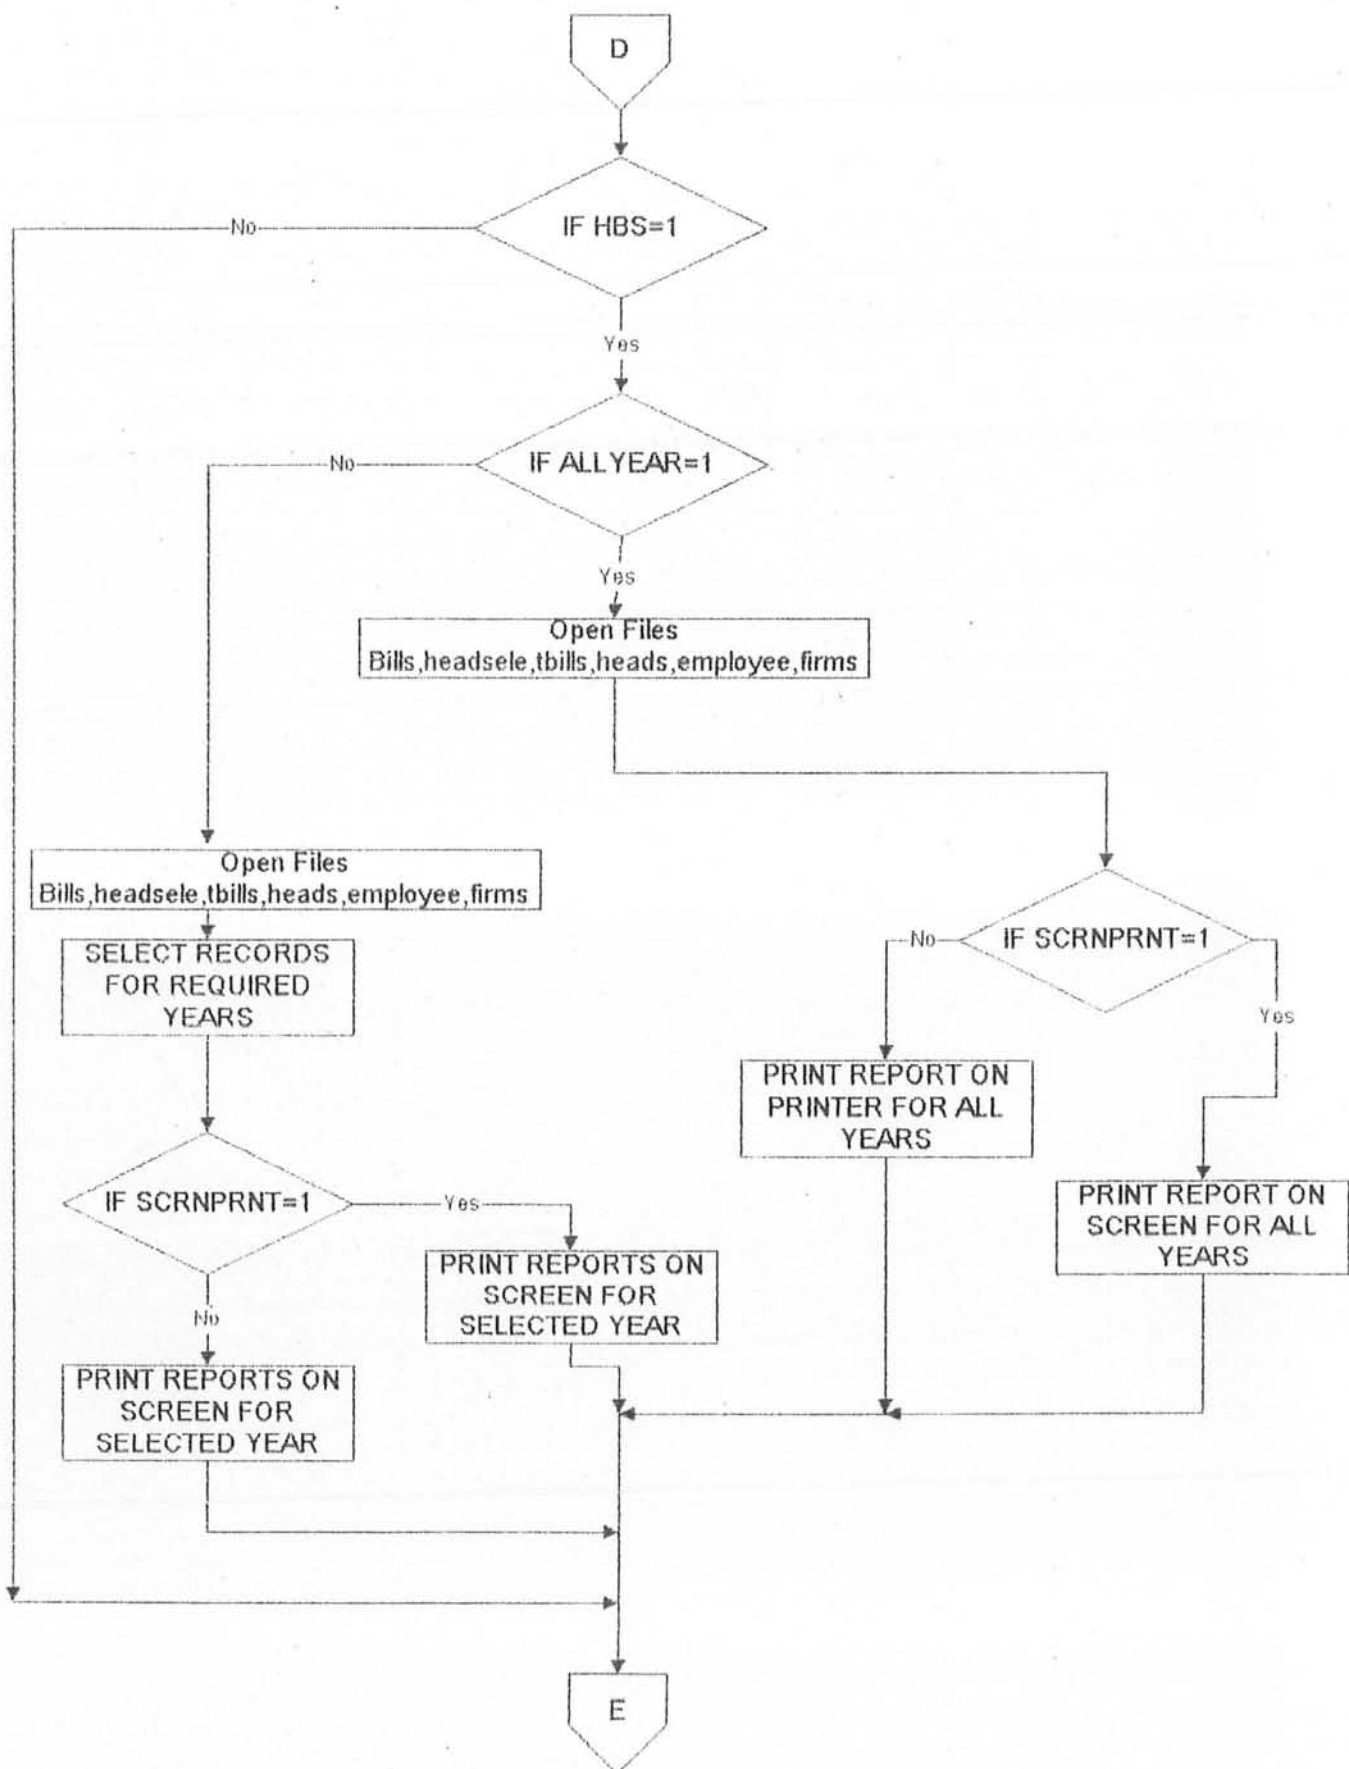 D
IF HBS=1
No
Yes
IF ALLYEAR=1
No
Yes
Open Files
Bills,headsele,tbills,heads,employee,firms
Open Files
Bills,headsele,tbills,heads,employee,firms
SELECT RECORDS
FOR REQUIRED
YEARS
IF SCRNPRNT=1
No
Yes
PRINT REPORT ON
PRINTER FOR ALL
YEARS
PRINT REPORT ON
SCREEN FOR ALL
YEARS
IF SCRNPRNT=1
Yes
No
PRINT REPORTS ON
SCREEN FOR
SELECTED YEAR
PRINT REPORTS ON
SCREEN FOR
SELECTED YEAR
E